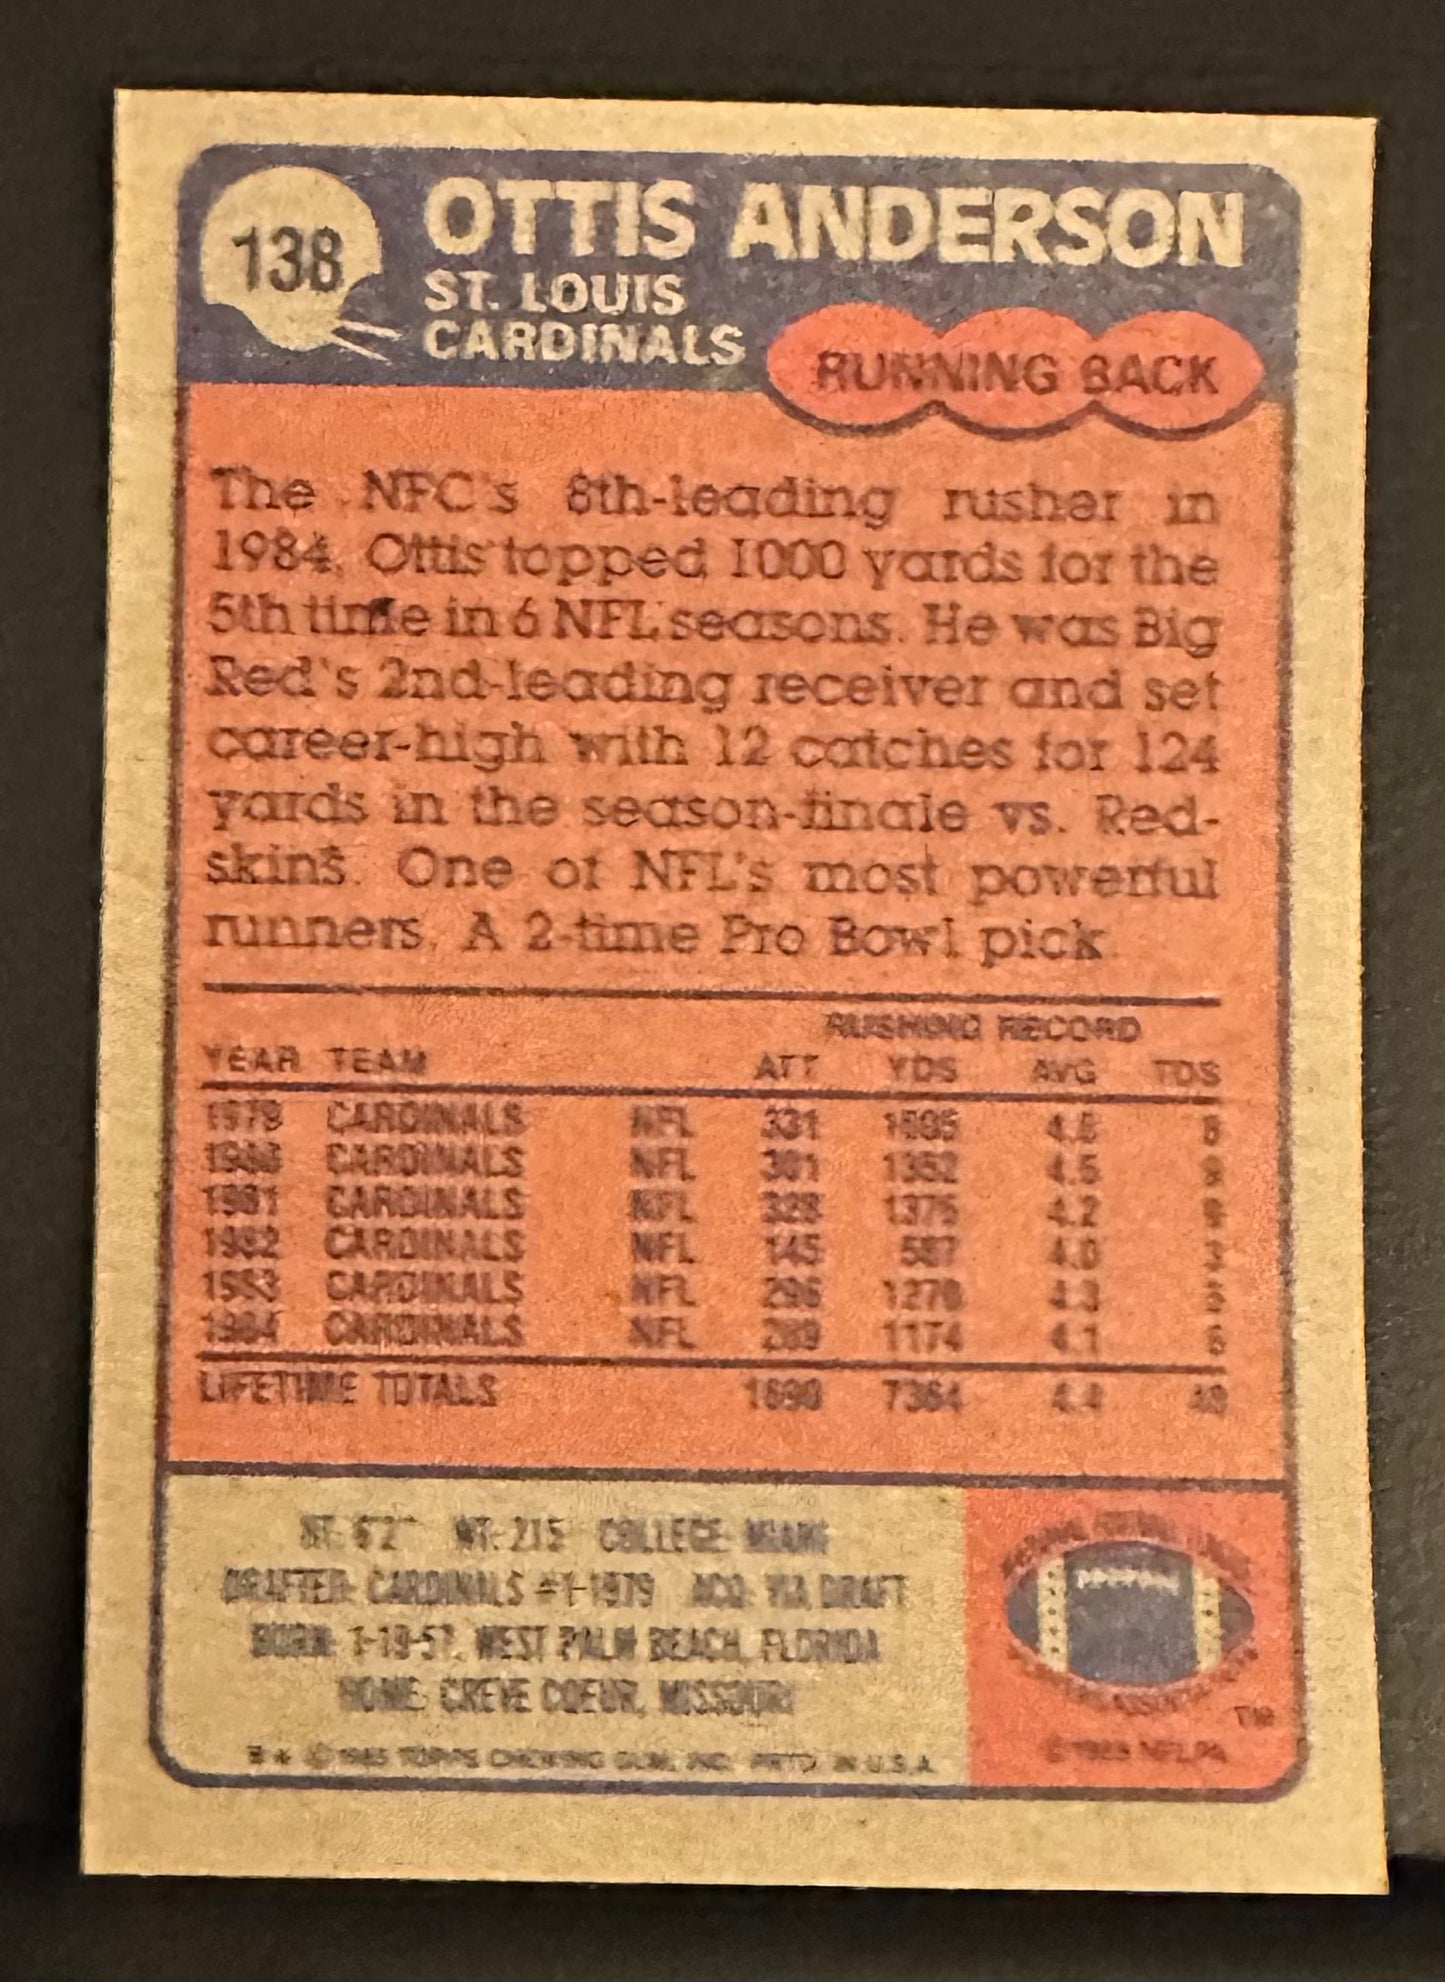 138
OTTIS ANDERSON
ST. LOUIS
CARDINALS
RUNNING BACK
The NFC's 8th-leading rusher in
1984, Ottis topped 1000 yards for the
5th time in 6 NFL seasons. He was Big
Red's 2nd-leading receiver and set
career-high with 12 catches for 124
yards in the season-finale vs. Red-
skins. One of NFL's most powerful
runners. A 2-time Pro Bowl pick.
RUSHING RECORD
YEAR TEAM ATT YDS AVG TDS
1979 CARDINALS NFL 331 1605 4.8 8
1980 CARDINALS NFL 301 1352 4.5 9
1981 CARDINALS NFL 328 1376 4.2 9
1982 CARDINALS NFL 145 587 4.0 3
1983 CARDINALS NFL 296 1270 4.3 5
1984 CARDINALS NFL 289 1174 4.1 6
LIFETIME TOTALS 1690 7364 4.4
HT: 6'2" WT: 215 COLLEGE: MIAMI
DRAFTED: CARDINALS #1-1979 ACQ: VIA DRAFT
BORN: 1-19-57, WEST PALM BEACH, FLORIDA
HOME: CREVE COEUR, MISSOURI
© 1985 TOPPS CHEWING GUM, INC. PRTD. IN U.S.A.
TM
© 1985 NFLPA